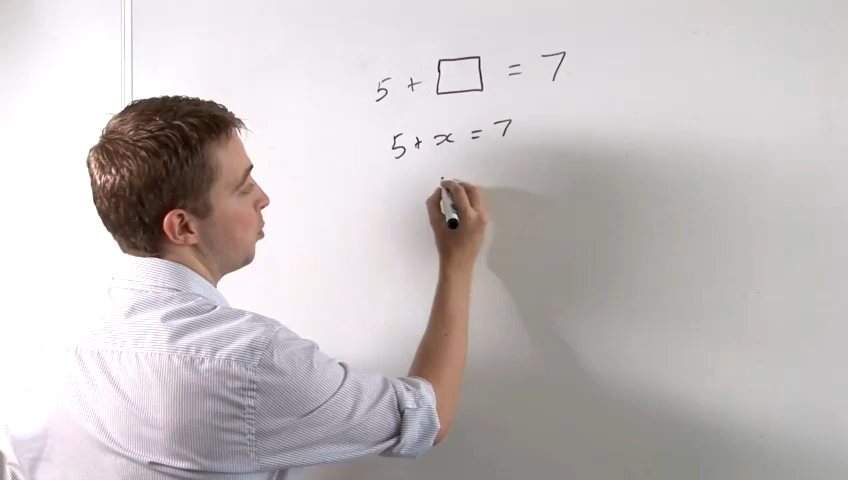 5 + □ = 7
5 + x = 7